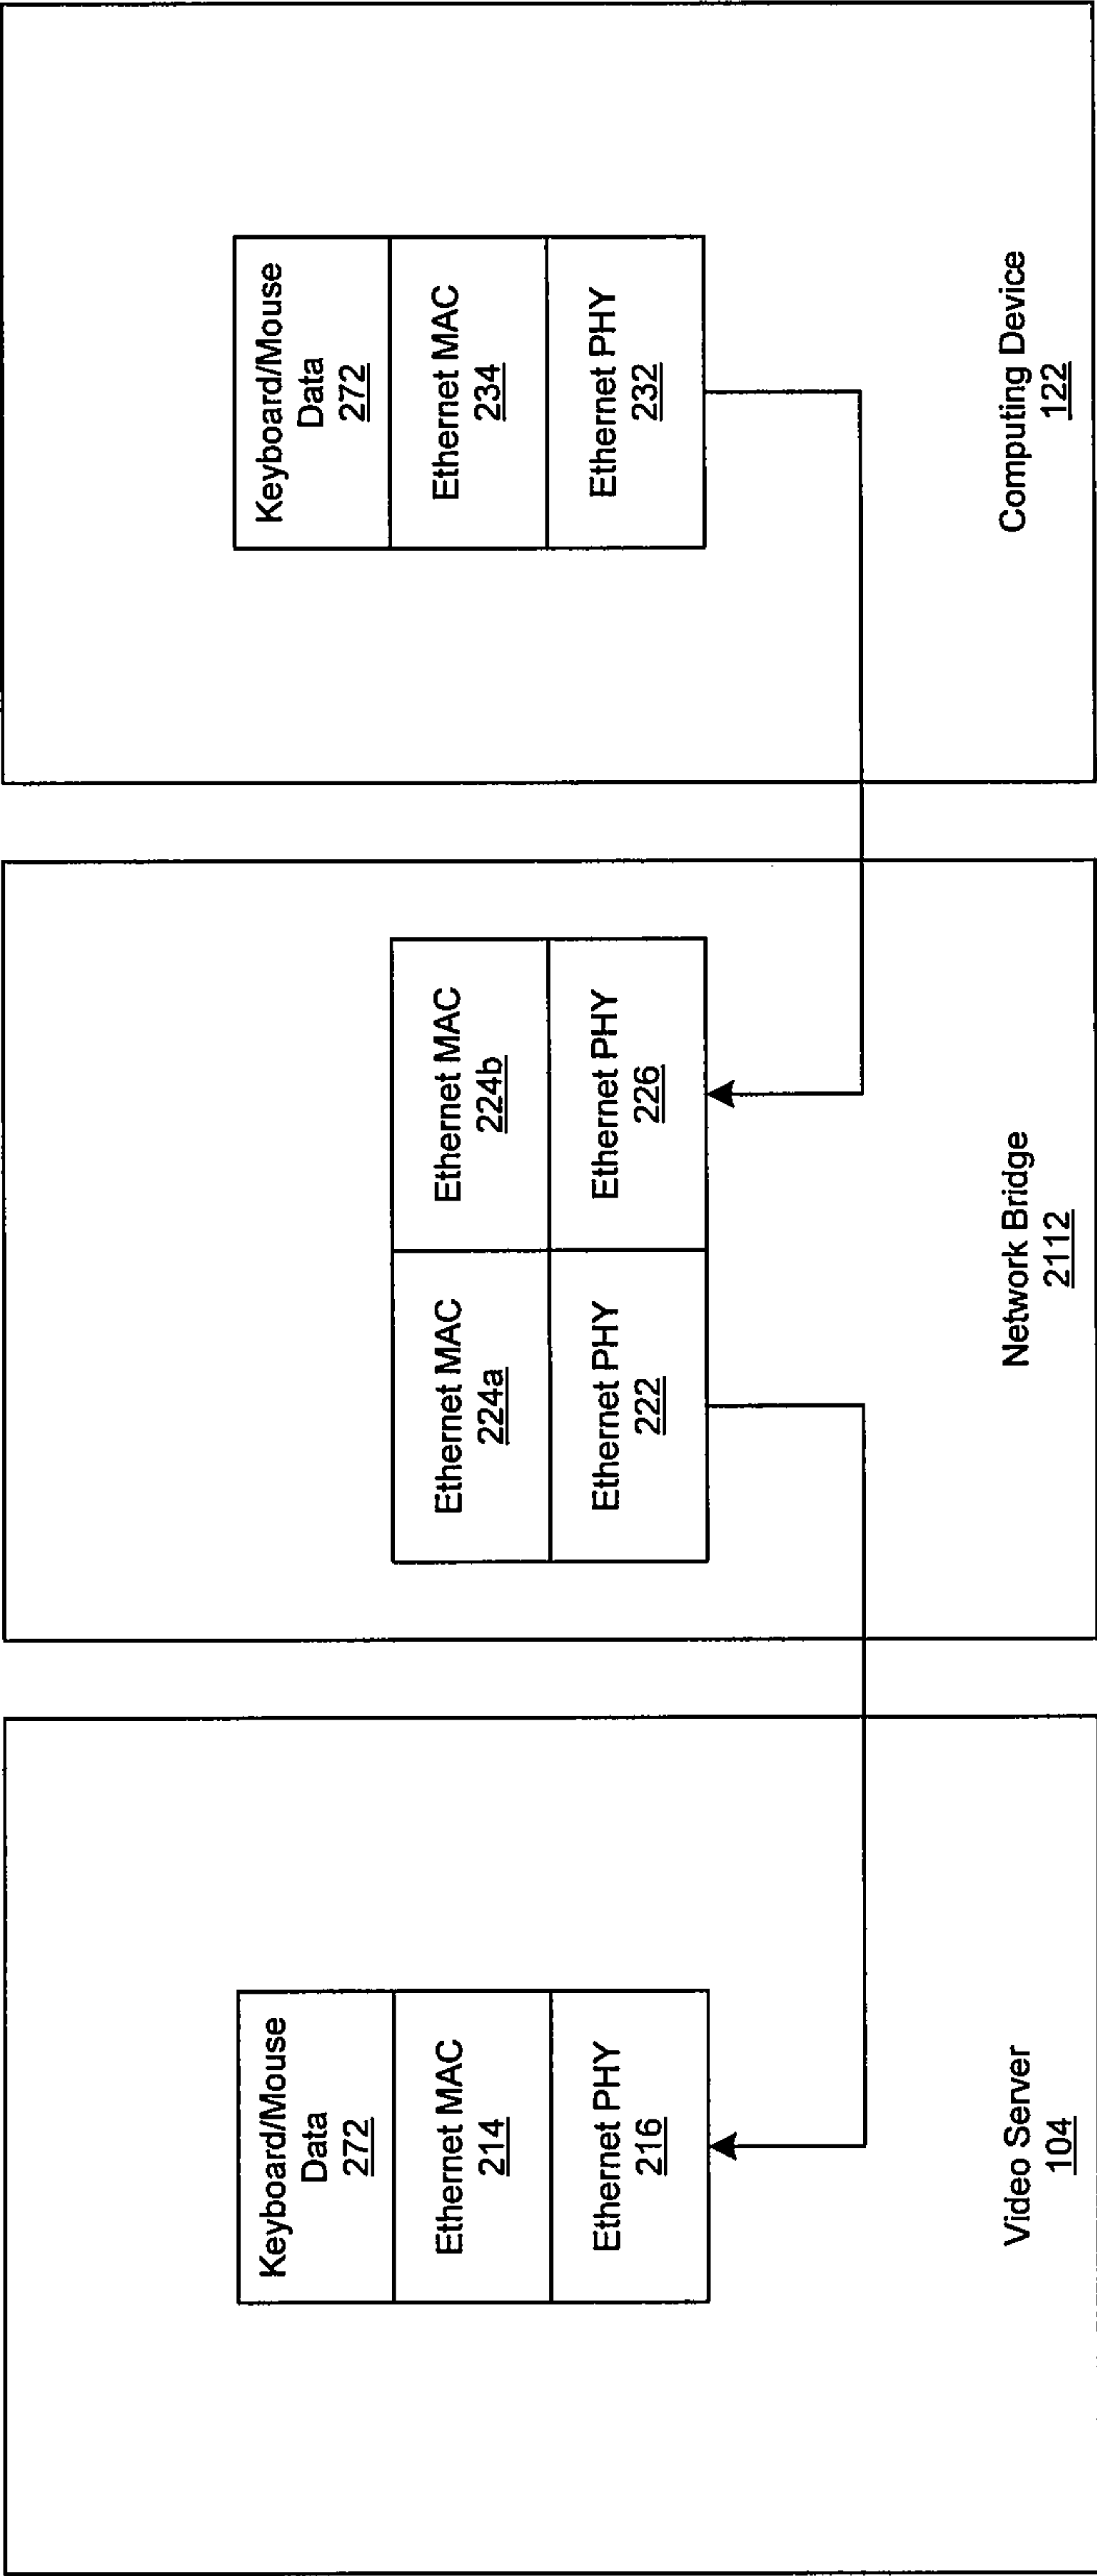 Keyboard/Mouse
Data
272
Ethernet MAC
214
Ethernet PHY
216
Video Server
104
Ethernet MAC
224a
Ethernet MAC
224b
Ethernet PHY
222
Ethernet PHY
226
Network Bridge
2112
Keyboard/Mouse
Data
272
Ethernet MAC
234
Ethernet PHY
232
Computing Device
122